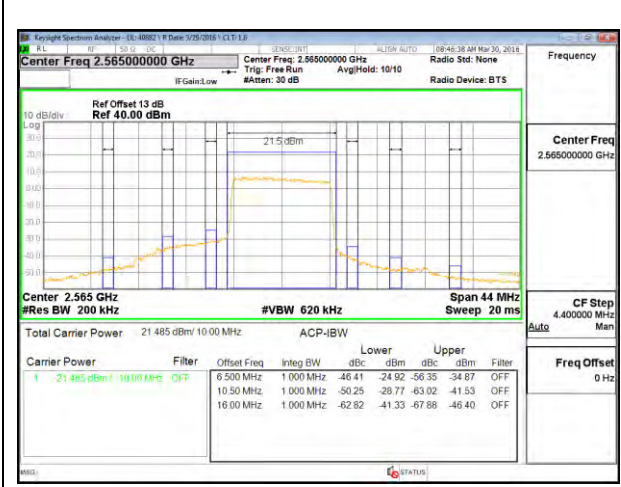 Keysight Spectrum Analyzer - UL: 40882 \ R Date: 3/25/2016 \ CLT: 1.6
RL RF 50 Ω DC SENSE:INT ALIGN AUTO 08:46:38 AM Mar 30, 2016
Center Freq 2.565000000 GHz
Center Freq: 2.565000000 GHz Radio Std: None
Trig: Free Run Avg|Hold: 10/10
IFGain:Low #Atten: 30 dB Radio Device: BTS
Frequency
Ref Offset 13 dB
10 dB/div Ref 40.00 dBm
Log
21.5 dBm
Center Freq
2.565000000 GHz
Center 2.565 GHz Span 44 MHz
#Res BW 200 kHz #VBW 620 kHz Sweep 20 ms
CF Step
4.400000 MHz
Auto Man
Total Carrier Power 21.485 dBm/ 10.00 MHz ACP-IBW
Lower Upper
Carrier Power Filter Offset Freq Integ BW dBc dBm dBc dBm Filter
1 21.485 dBm / 10.00 MHz OFF 6.500 MHz 1.000 MHz -46.41 -24.92 -56.35 -34.87 OFF
10.50 MHz 1.000 MHz -50.25 -28.77 -63.02 -41.53 OFF
16.00 MHz 1.000 MHz -62.82 -41.33 -67.88 -46.40 OFF
Freq Offset
0 Hz
MSG STATUS